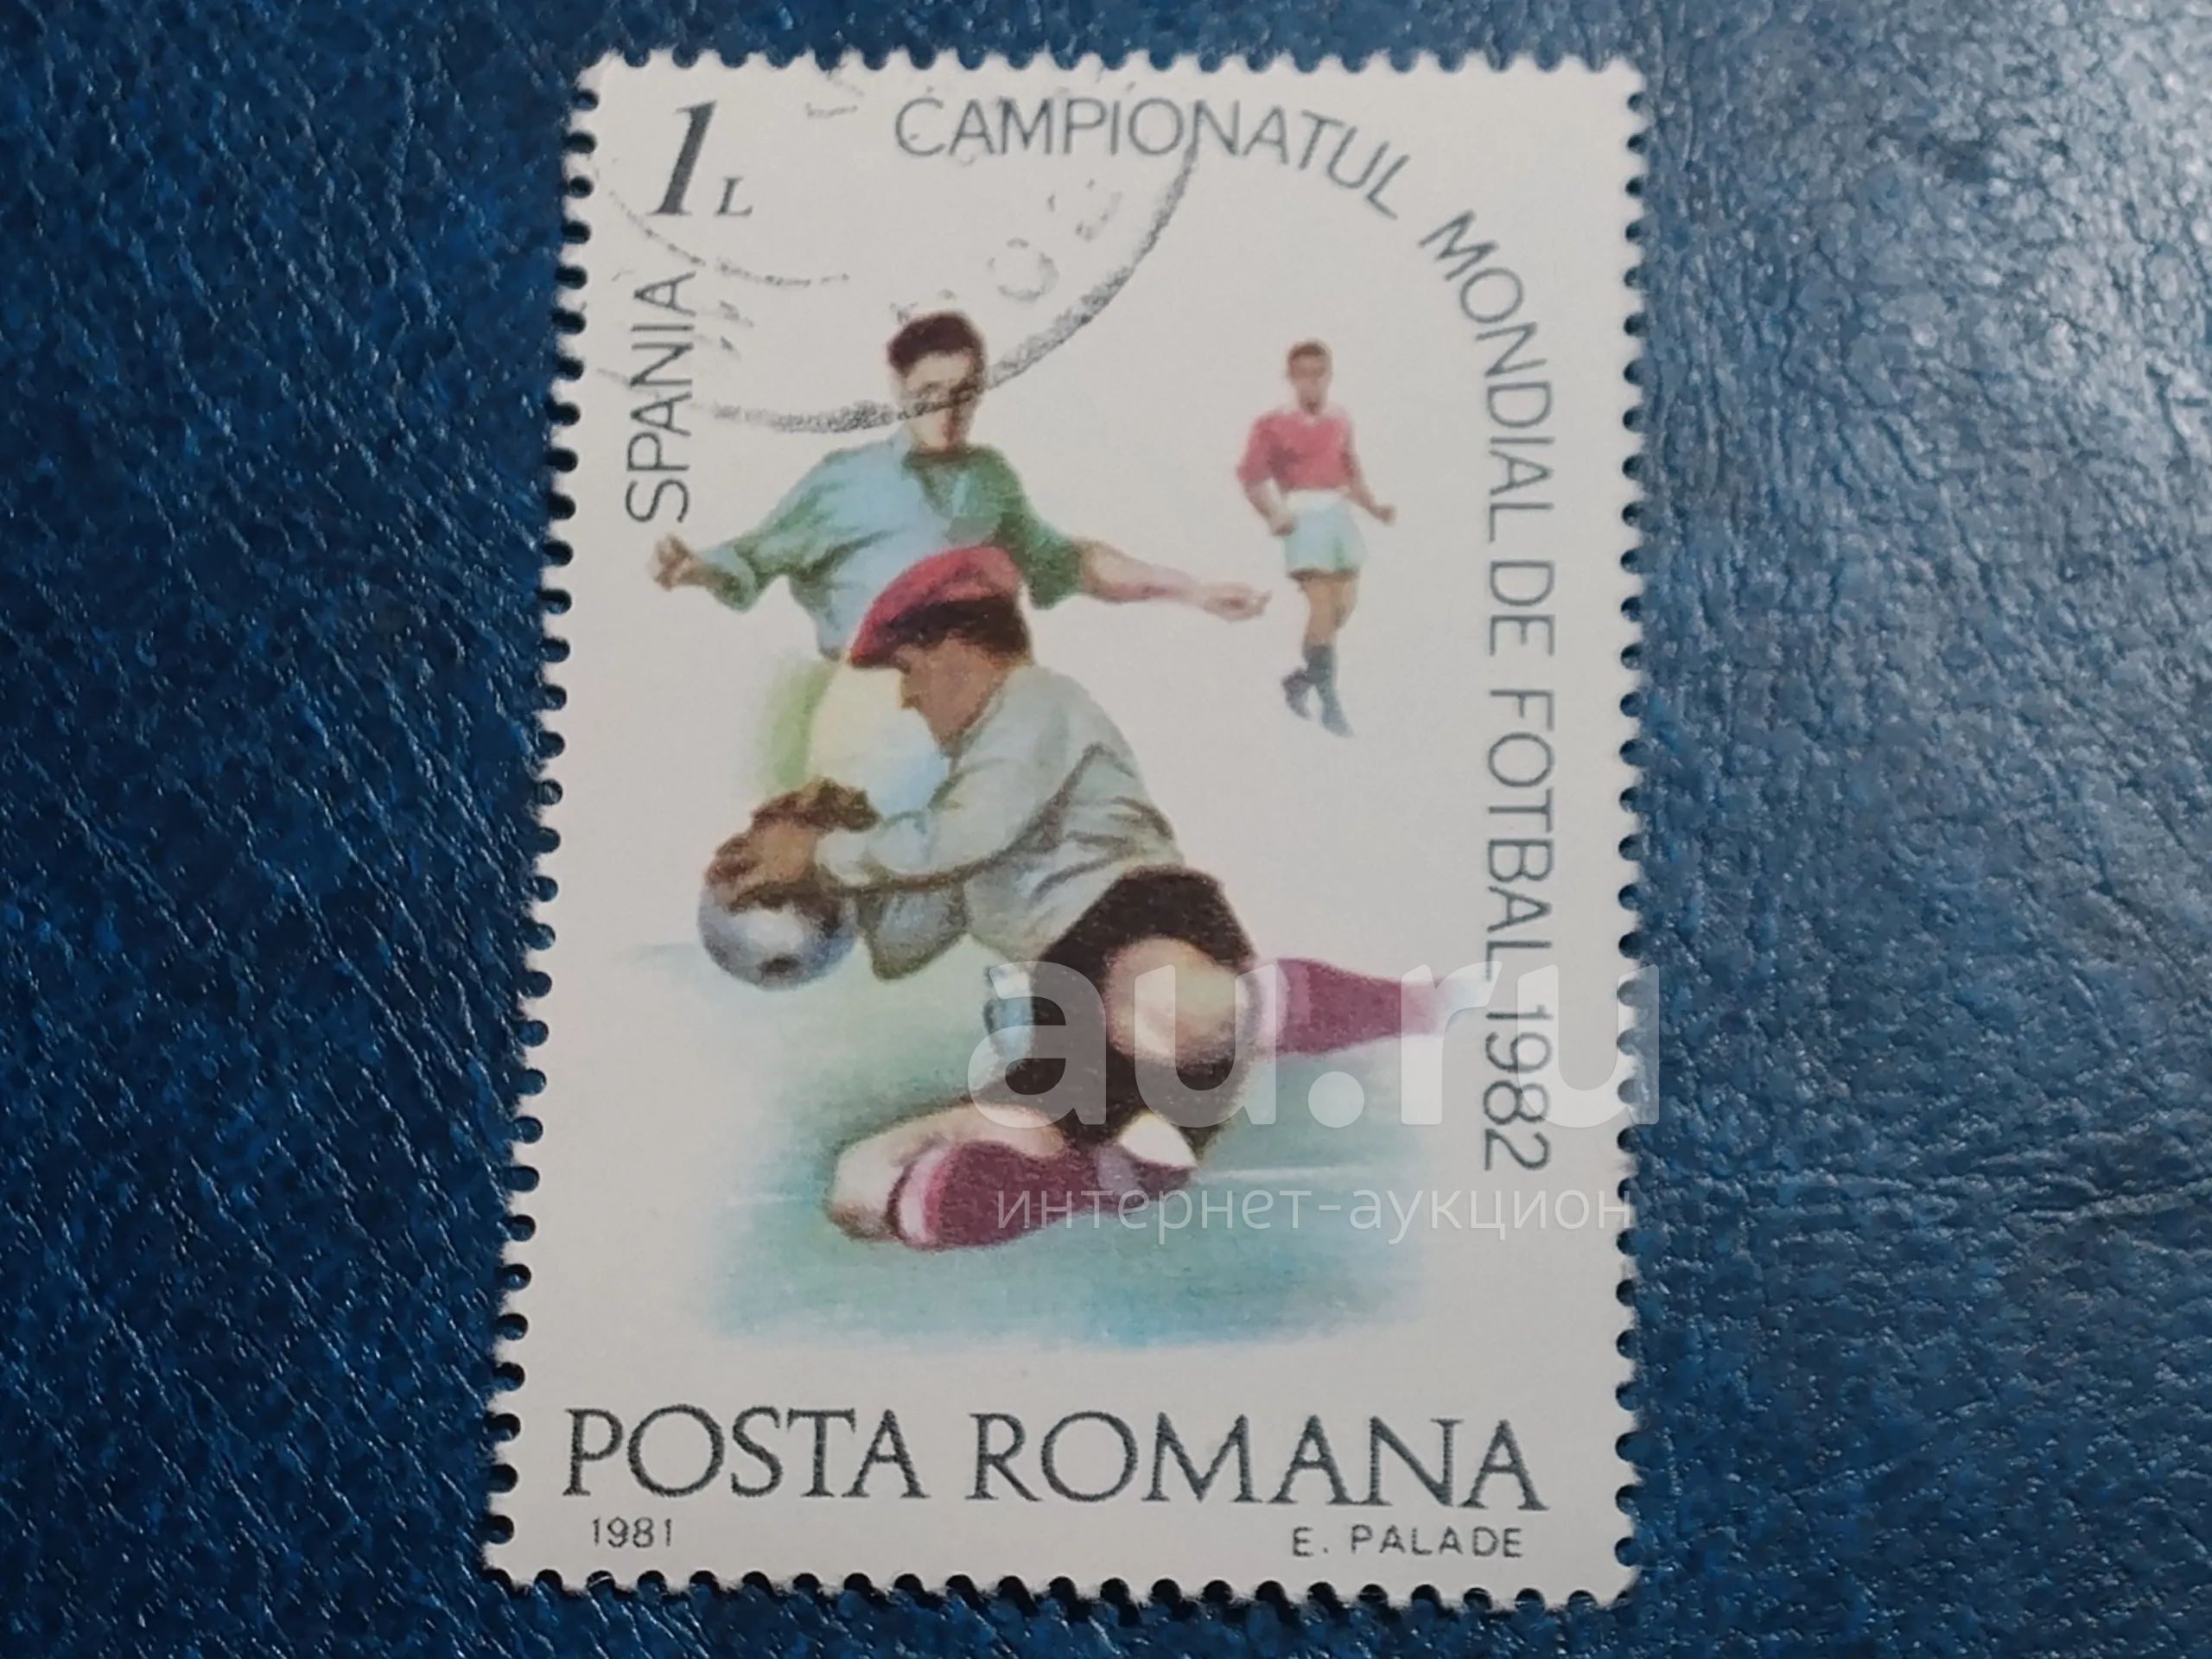 1L
CAMPIONATUL MONDIAL DE FOTBAL 1982
SPANIA
au.ru
интернет-аукцион
POSTA ROMANA
1981
E. PALADE